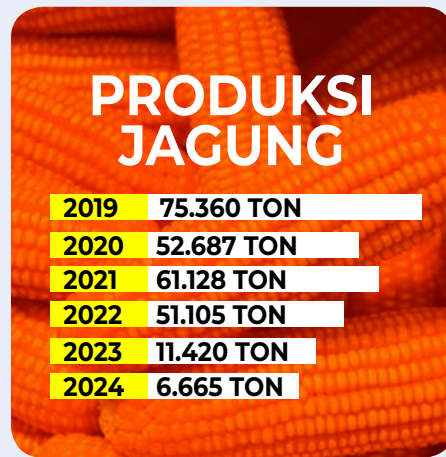 PRODUKSI
JAGUNG
2019 75.360 TON
2020 52.687 TON
2021 61.128 TON
2022 51.105 TON
2023 11.420 TON
2024 6.665 TON